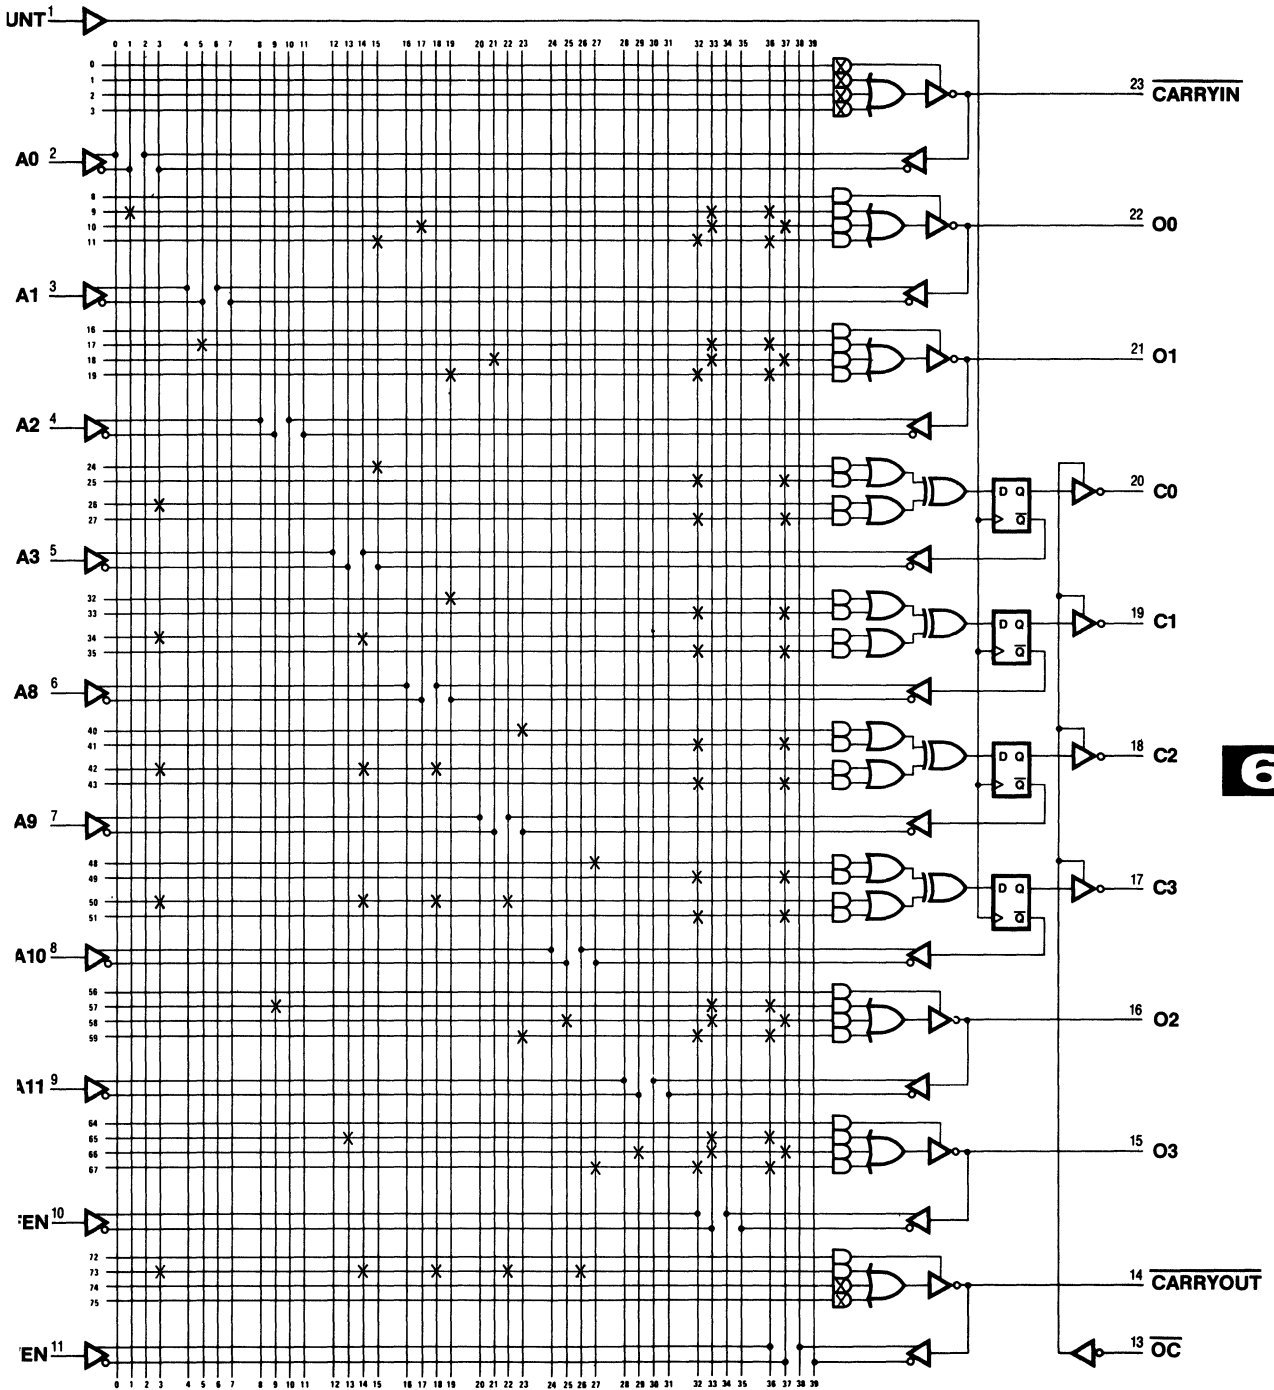 UNT 1
0 1 2 3 4 5 6 7 8 9 10 11 12 13 14 15 16 17 18 19 20 21 22 23 24 25 26 27 28 29 30 31 32 33 34 35 36 37 38 39
0
1
2
3
23 CARRYIN
A0 2
8
9
10
11
22 O0
A1 3
16
17
18
19
21 O1
A2 4
24
25
26
27
D Q
Q
20 C0
A3 5
32
33
34
35
D Q
Q
19 C1
A8 6
40
41
42
43
D Q
Q
18 C2
6
A9 7
48
49
50
51
D Q
Q
17 C3
A10 8
56
57
58
59
16 O2
A11 9
64
65
66
67
15 O3
FEN 10
72
73
74
75
14 CARRYOUT
EN 11
13 OC
0 1 2 3 4 5 6 7 8 9 10 11 12 13 14 15 16 17 18 19 20 21 22 23 24 25 26 27 28 29 30 31 32 33 34 35 36 37 38 39